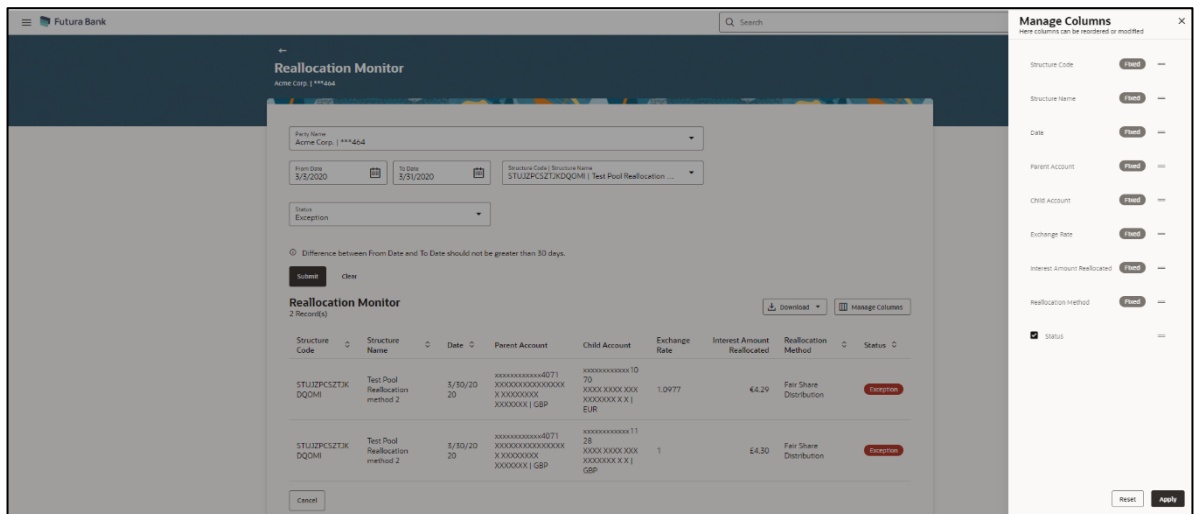 Futura Bank
Search
Reallocation Monitor
Acme Corp. | ***464
Party Name
Acme Corp. | ***464
From Date
3/3/2020
To Date
3/31/2020
Structure Code | Structure Name
STUJZPCSZTJKDQOMI | Test Pool Reallocation ...
Status
Exception
Difference between From Date and To Date should not be greater than 30 days.
Submit Clear
Reallocation Monitor
2 Record(s)
Download Manage Columns
Structure Code
Structure Name
Date
Parent Account
Child Account
Exchange Rate
Interest Amount Reallocated
Reallocation Method
Status
STUJZPCSZTJK
DQOMI
Test Pool
Reallocation
method 2
3/30/20
20
xxxxxxxxxxxx4071
XXXXXXXXXXXXXXX
X XXXXXXXX
XXXXXXX | GBP
xxxxxxxxxxxx10
70
XXXX XXXX XXX
XXXXXXX X X |
EUR
1.0977
€4.29
Fair Share
Distribution
Exception
STUJZPCSZTJK
DQOMI
Test Pool
Reallocation
method 2
3/30/20
20
xxxxxxxxxxxx4071
XXXXXXXXXXXXXXX
X XXXXXXXX
XXXXXXX | GBP
xxxxxxxxxxxx11
28
XXXX XXXX XXX
XXXXXXX X X |
GBP
1
£4.30
Fair Share
Distribution
Exception
Cancel
Manage Columns
Here columns can be reordered or modified
Structure Code Fixed
Structure Name Fixed
Date Fixed
Parent Account Fixed
Child Account Fixed
Exchange Rate Fixed
Interest Amount Reallocated Fixed
Reallocation Method Fixed
Status
Reset Apply